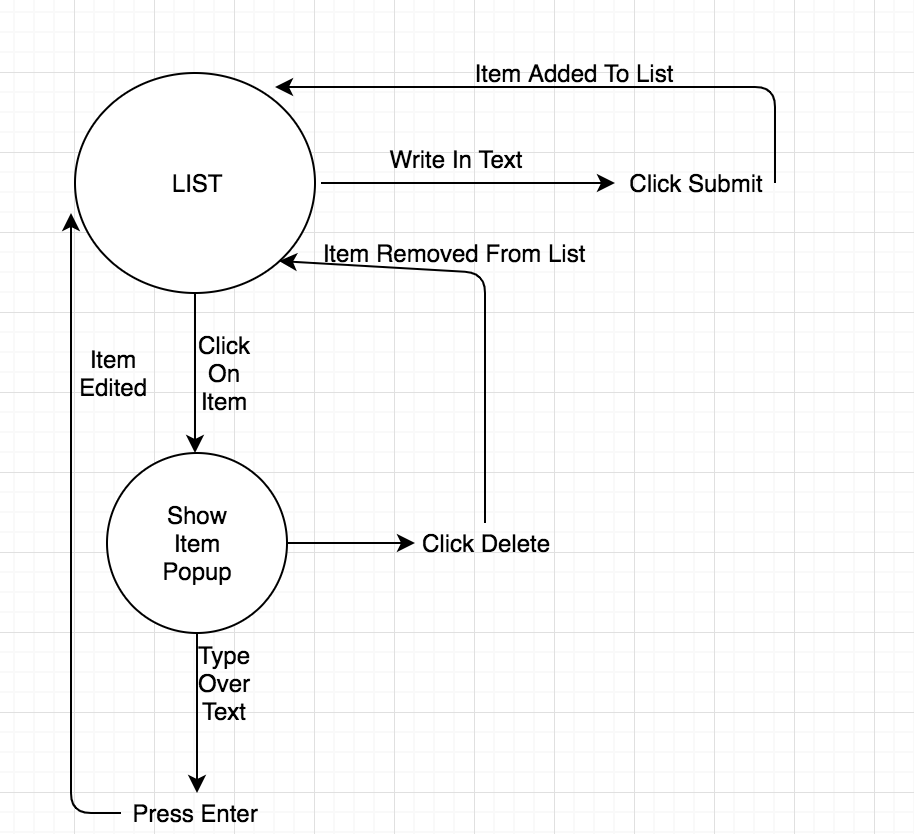 Item Added To List
Write In Text
LIST
Click Submit
Item Removed From List
Click
On
Item
Item
Edited
Show
Item
Popup
Click Delete
Type
Over
Text
Press Enter